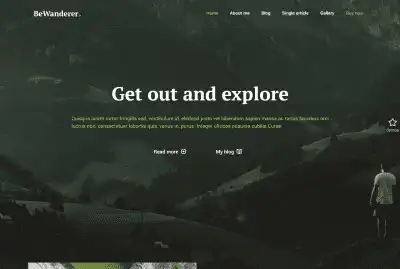 BeWanderer.
Home About me Blog Single article Gallery Buy now
Get out and explore
Quisque lorem tortor fringilla sed, vestibulum id, eleifend justo vel bibendum sapien massa ac turpis faucibus orci
luctus non, consectetuer lobortis quis, varius in, purus. Integer ultrices posuere cubilia Curae
Read more My blog